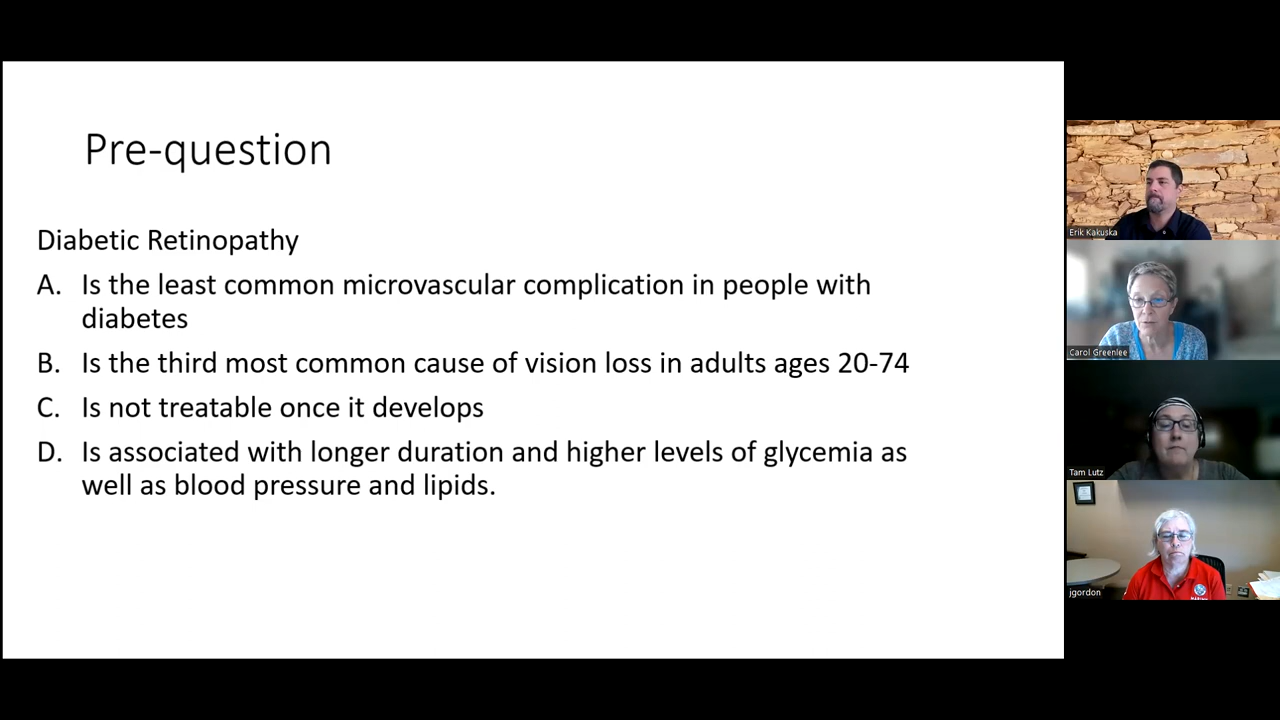 Pre-question
Diabetic Retinopathy
A. Is the least common microvascular complication in people with
diabetes
B. Is the third most common cause of vision loss in adults ages 20-74
C. Is not treatable once it develops
D. Is associated with longer duration and higher levels of glycemia as
well as blood pressure and lipids.
Erik Kakuska
Carol Greenlee
Tam Lutz
jgordon